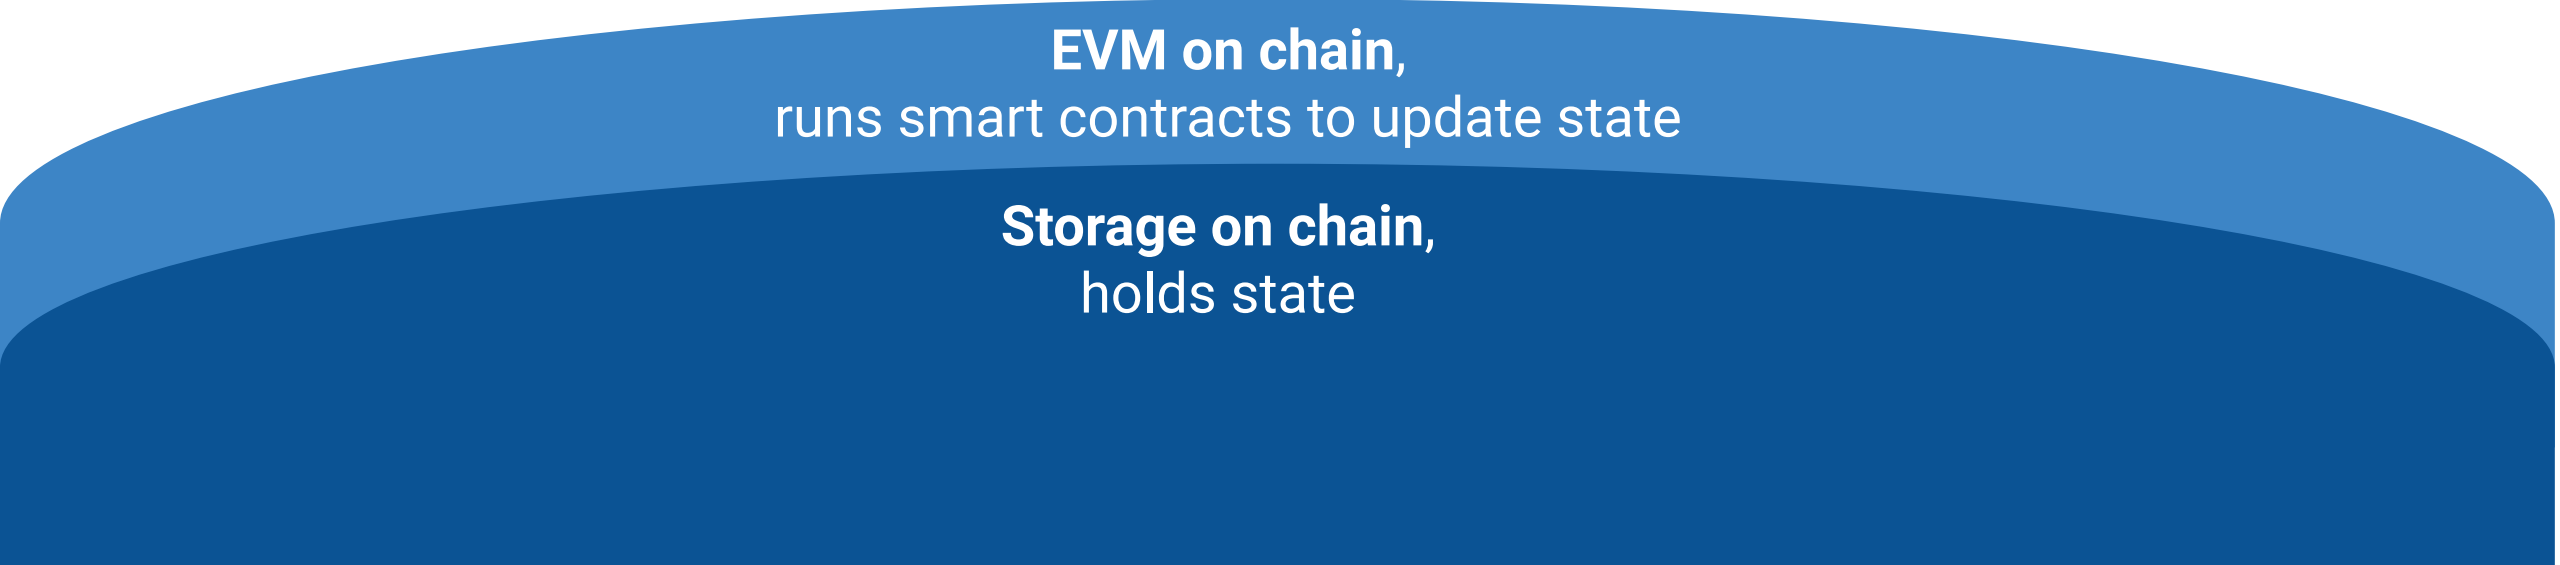 EVM on chain,
runs smart contracts to update state
Storage on chain,
holds state